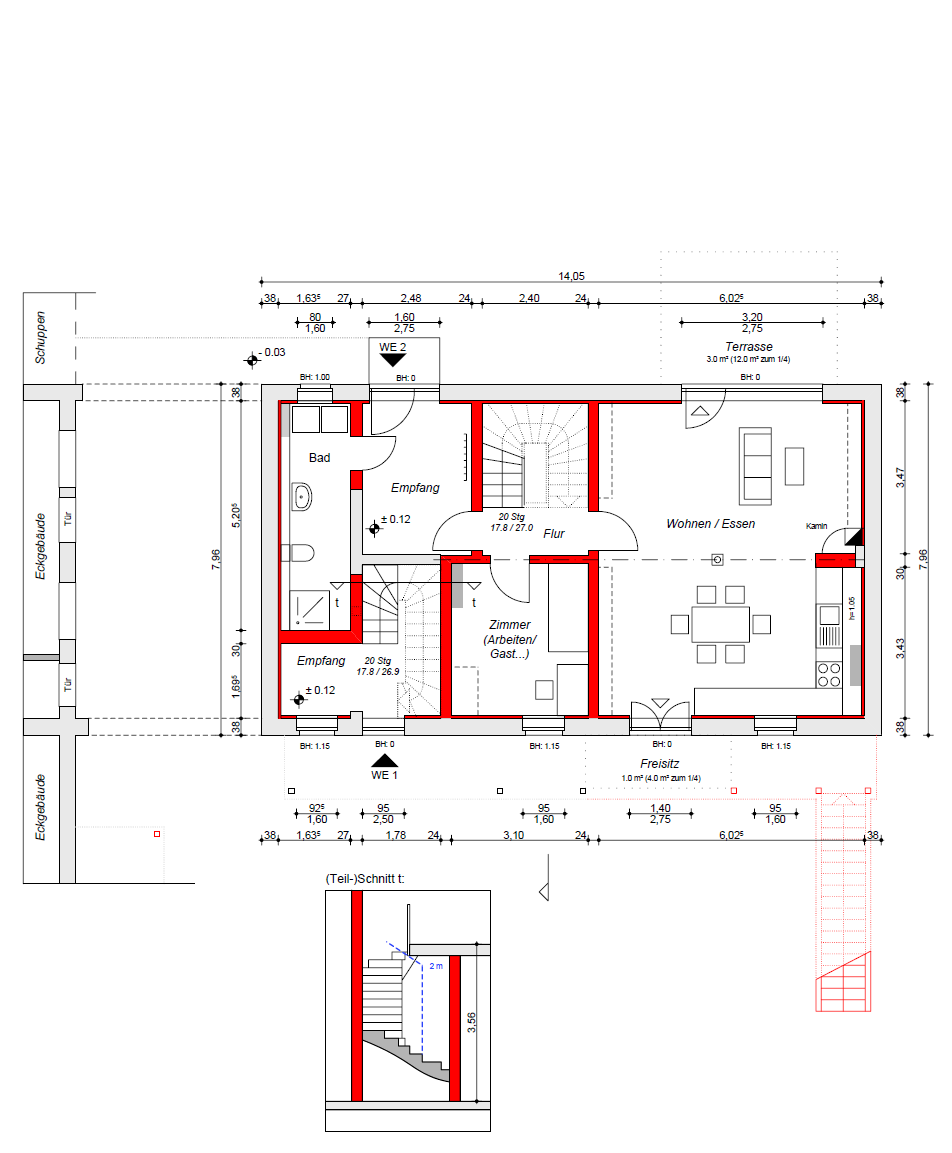 14,05
38 1,63⁵ 27 2,48 24 2,40 24 6,02⁵ 38
80 1,60 3,20
1,60 2,75 2,75
Schuppen
WE 2
- 0.03
Terrasse
3.0 m² (12.0 m² zum 1/4)
BH: 1.00
BH: 0
BH: 0
38
38
Bad
Empfang
± 0.12
20 Stg
17.8 / 27.0
Flur
Wohnen / Essen
Kamin
3,47
Tür
Eckgebäude
5,20⁵
7,96
7,96
30
t
t
h= 1.05
Zimmer
(Arbeiten/
Gast...)
Empfang
20 Stg
17.8 / 26.9
± 0.12
30
3,43
Tür
1,69⁵
38
38
BH: 1.15
BH: 0
BH: 1.15
BH: 0
BH: 1.15
WE 1
Freisitz
1.0 m² (4.0 m² zum 1/4)
Eckgebäude
92⁵ 95 95 1,40 95
1,60 2,50 1,60 2,75 1,60
38 1,63⁵ 27 1,78 24 3,10 24 6,02⁵ 38
(Teil-)Schnitt t:
2 m
3,56